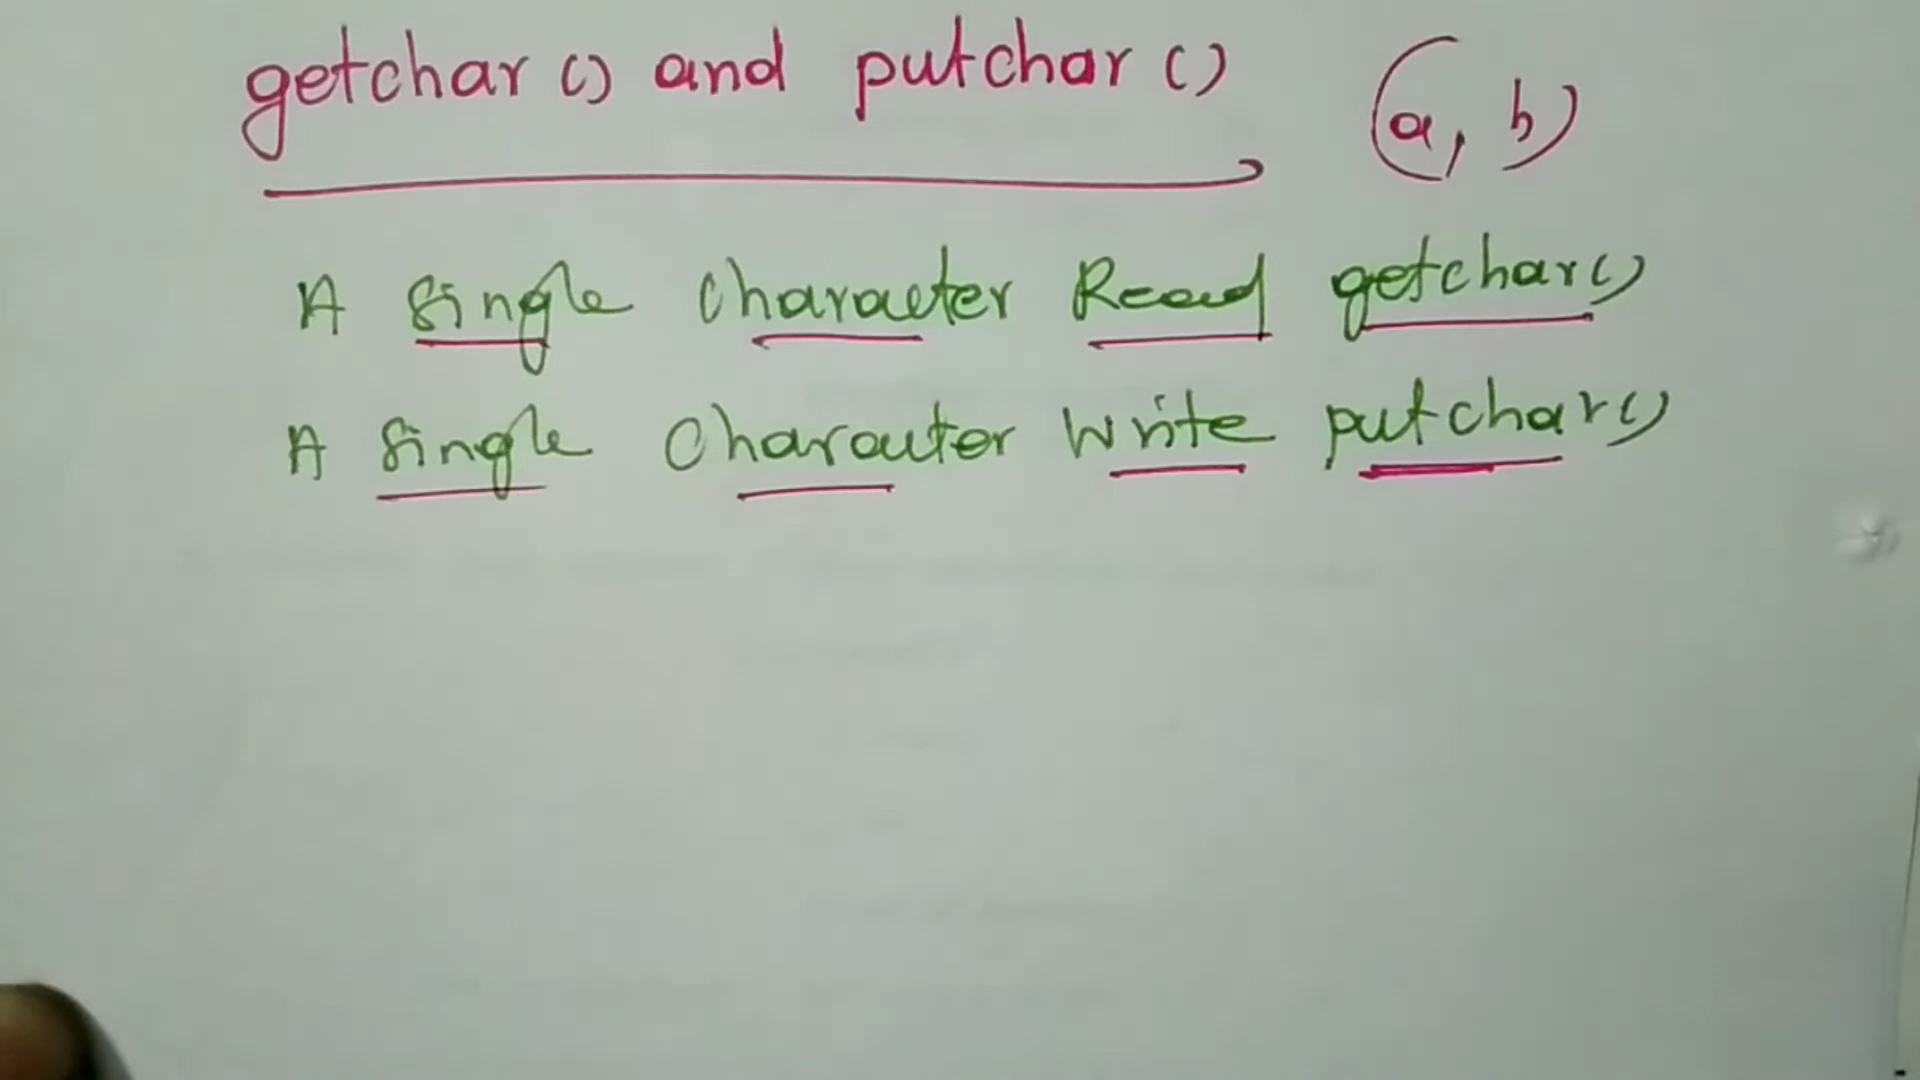 getchar () and putchar () (a, b)
A Single Character Read getchar()
A Single Character Write putchar()